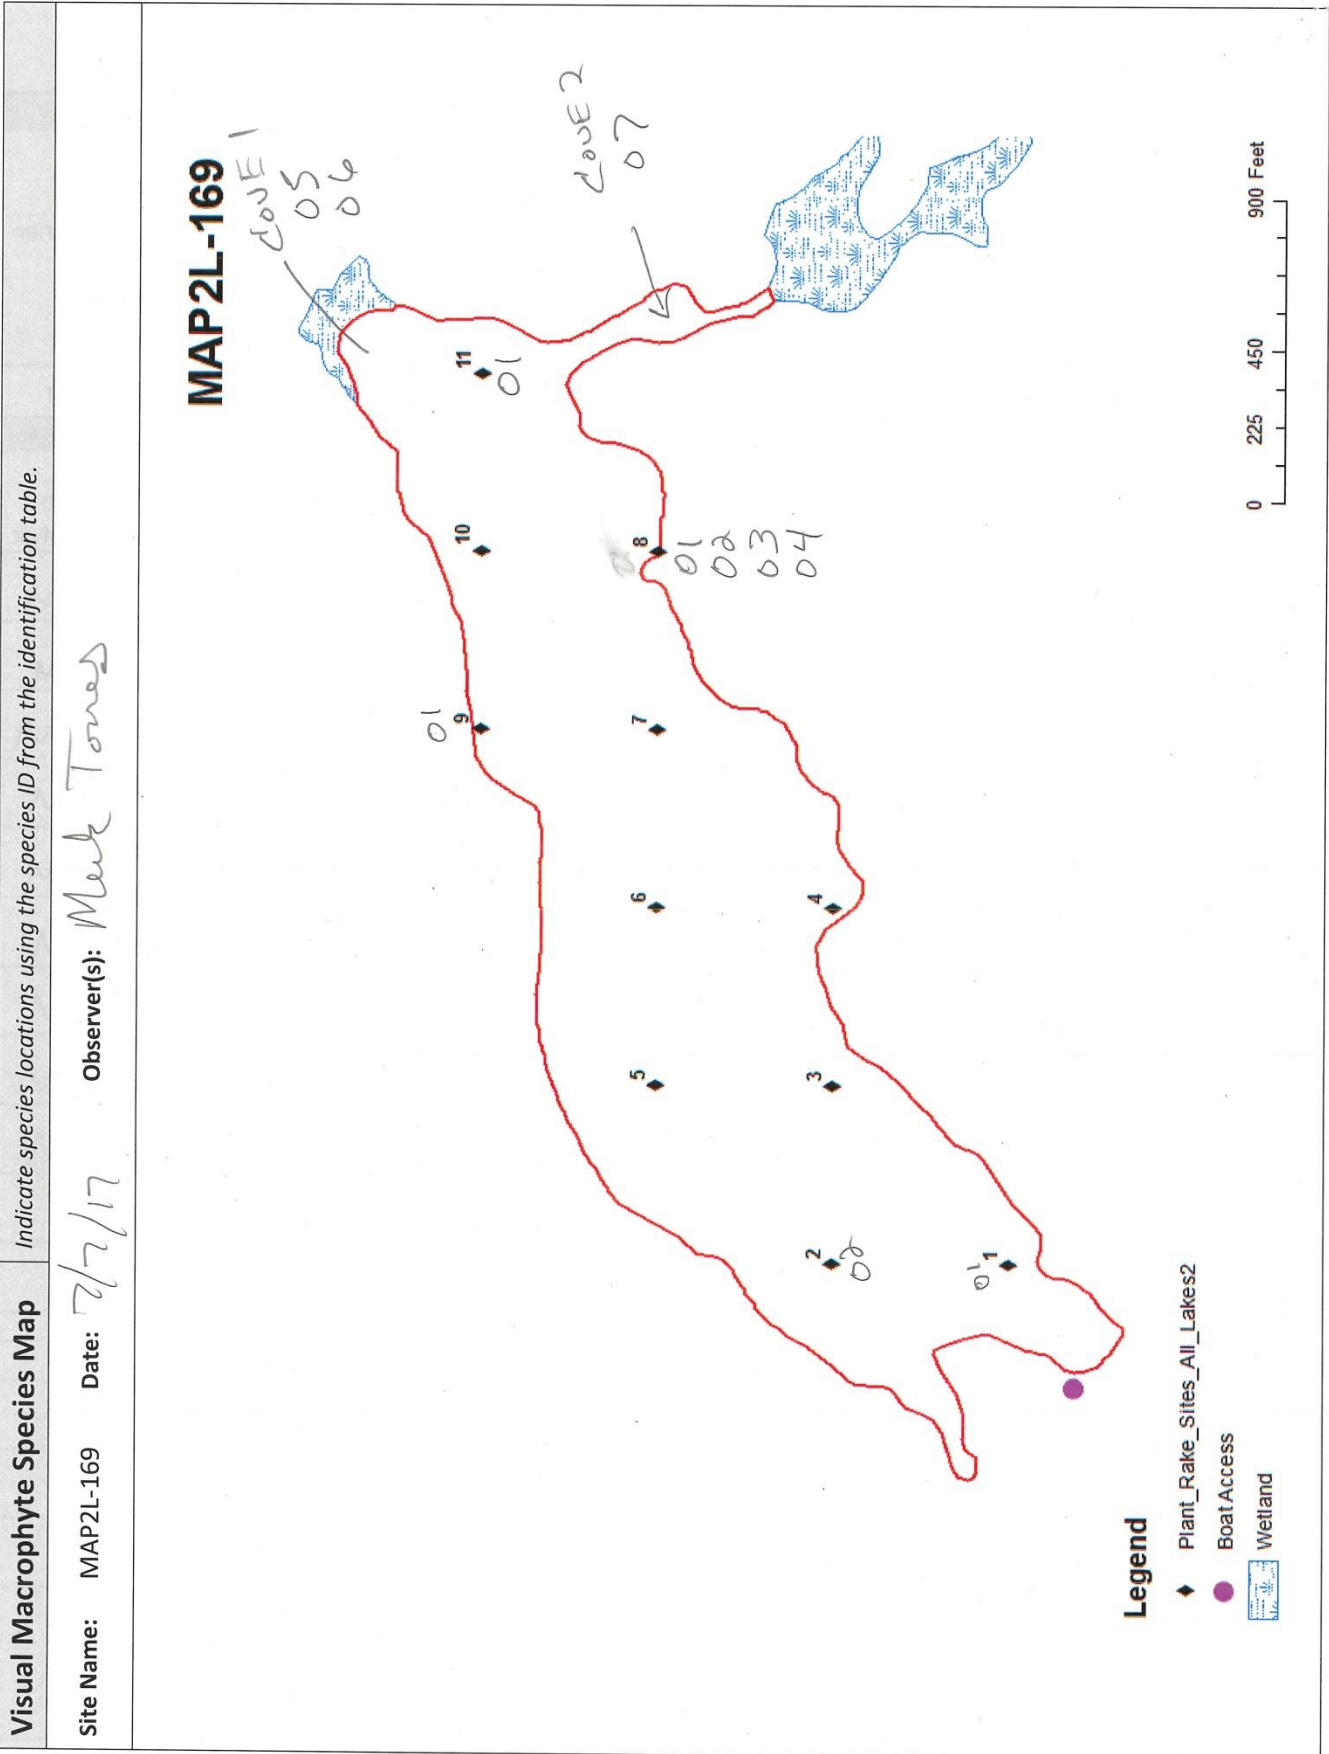 Visual Macrophyte Species Map
Indicate species locations using the species ID from the identification table.
Site Name: MAP2L-169 Date: 7/7/17 Observer(s): Mark Torres
MAP2L-169
COVE 1
05
06
COVE 2
07
11
01
10
8
01
02
03
04
01
9
7
6
4
5
3
2
02
01
1
Legend
Plant_Rake_Sites_All_Lakes2
Boat Access
Wetland
0 225 450 900 Feet